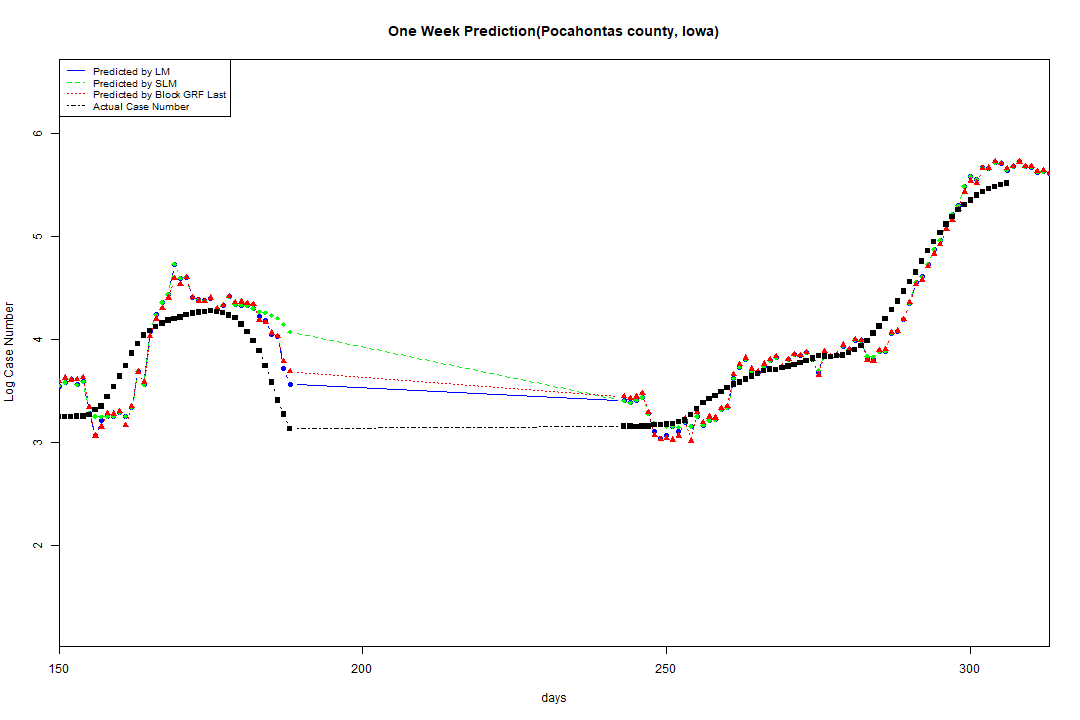 One Week Prediction(Pocahontas county, Iowa)
Predicted by LM
Predicted by SLM
Predicted by Block GRF Last
Actual Case Number
6
5
4
3
2
Log Case Number
150 200 250 300
days